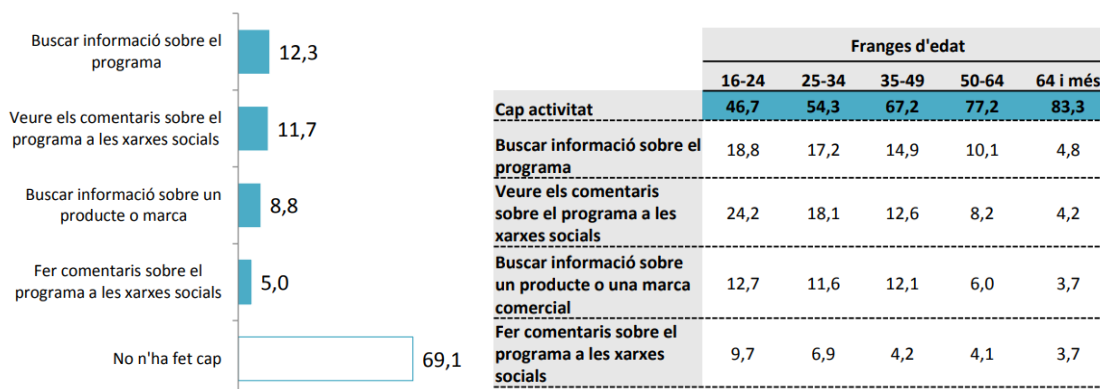 Buscar informació sobre el
programa
12,3
Veure els comentaris sobre el
programa a les xarxes socials
11,7
Buscar informació sobre un
producte o marca
8,8
Fer comentaris sobre el
programa a les xarxes socials
5,0
No n'ha fet cap
69,1
Franges d'edat
16-24 25-34 35-49 50-64 64 i més
Cap activitat 46,7 54,3 67,2 77,2 83,3
Buscar informació sobre el
programa
18,8 17,2 14,9 10,1 4,8
Veure els comentaris
sobre el programa a les
xarxes socials
24,2 18,1 12,6 8,2 4,2
Buscar informació sobre
un producte o una marca
comercial
12,7 11,6 12,1 6,0 3,7
Fer comentaris sobre el
programa a les xarxes
socials
9,7 6,9 4,2 4,1 3,7